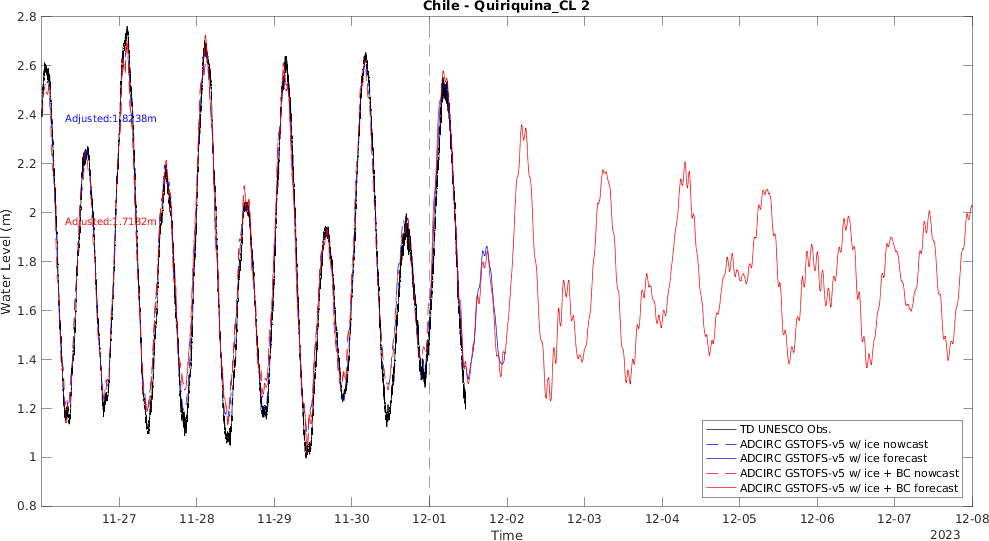 Chile - Quiriquina_CL 2
2.8
2.6
2.4
2.2
2
1.8
1.6
1.4
1.2
1
0.8
Water Level (m)
Adjusted:1.8238m
Adjusted:1.7182m
TD UNESCO Obs.
ADCIRC GSTOFS-v5 w/ ice nowcast
ADCIRC GSTOFS-v5 w/ ice forecast
ADCIRC GSTOFS-v5 w/ ice + BC nowcast
ADCIRC GSTOFS-v5 w/ ice + BC forecast
11-27 11-28 11-29 11-30 12-01 12-02 12-03 12-04 12-05 12-06 12-07 12-08
Time
2023